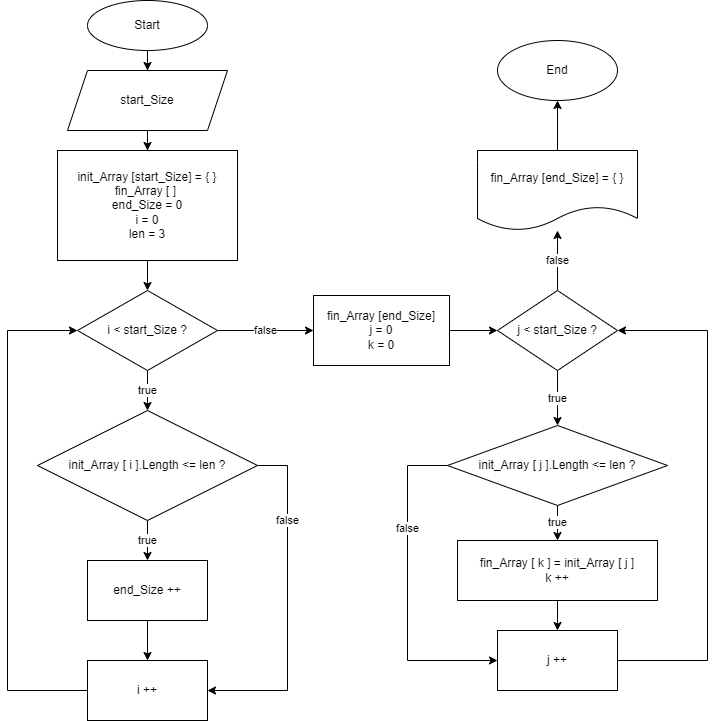 Start
start_Size
init_Array [start_Size] = { }
fin_Array [ ]
end_Size = 0
i = 0
len = 3
i < start_Size ?
false
true
init_Array [ i ].Length <= len ?
false
true
end_Size ++
i ++
fin_Array [end_Size]
j = 0
k = 0
End
fin_Array [end_Size] = { }
false
j < start_Size ?
true
init_Array [ j ].Length <= len ?
false
true
fin_Array [ k ] = init_Array [ j ]
k ++
j ++